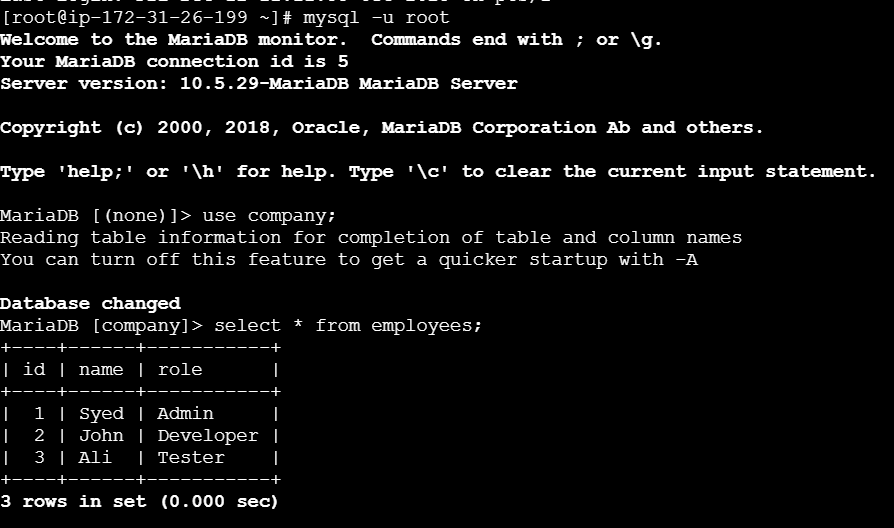 [root@ip-172-31-26-199 ~]# mysql -u root
Welcome to the MariaDB monitor.  Commands end with ; or \g.
Your MariaDB connection id is 5
Server version: 10.5.29-MariaDB MariaDB Server

Copyright (c) 2000, 2018, Oracle, MariaDB Corporation Ab and others.

Type 'help;' or '\h' for help. Type '\c' to clear the current input statement.

MariaDB [(none)]> use company;
Reading table information for completion of table and column names
You can turn off this feature to get a quicker startup with -A

Database changed
MariaDB [company]> select * from employees;
+----+------+-----------+
| id | name | role      |
+----+------+-----------+
|  1 | Syed | Admin     |
|  2 | John | Developer |
|  3 | Ali  | Tester    |
+----+------+-----------+
3 rows in set (0.000 sec)